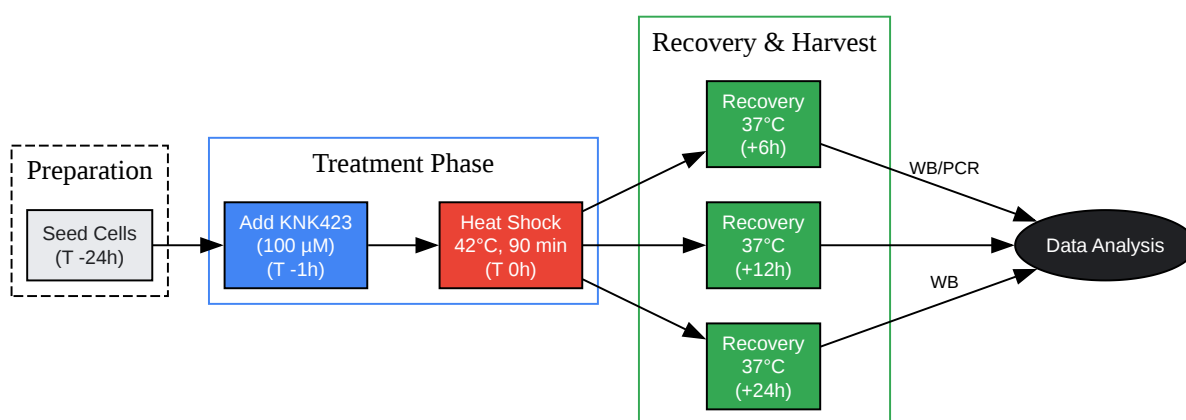 Preparation
Seed Cells
(T -24h)
Treatment Phase
Add KNK423
(100 µM)
(T -1h)
Heat Shock
42°C, 90 min
(T 0h)
Recovery & Harvest
Recovery
37°C
(+6h)
Recovery
37°C
(+12h)
Recovery
37°C
(+24h)
WB/PCR
WB
Data Analysis